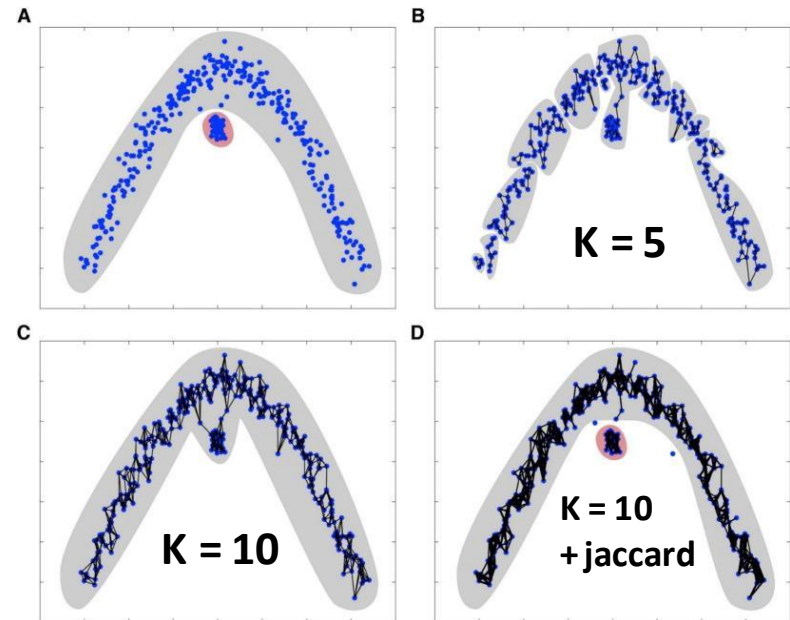 A
B
K = 5
C
D
K = 10
K = 10
+ jaccard